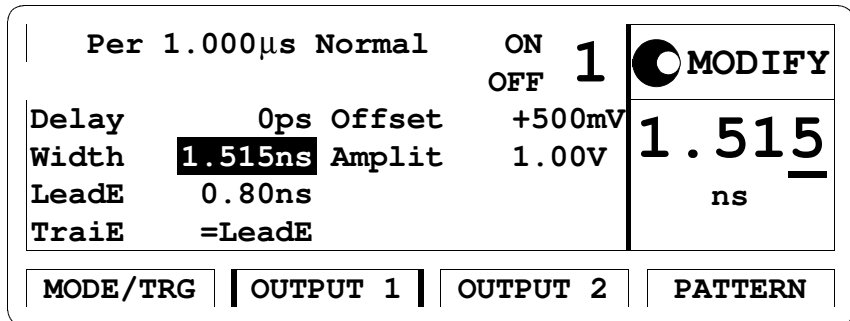 Per 1.000µs Normal ON
OFF 1
MODIFY
Delay 0ps Offset +500mV
Width 1.515ns Amplit 1.00V
LeadE 0.80ns
TraiE =LeadE
1.515
ns
MODE/TRG OUTPUT 1 OUTPUT 2 PATTERN